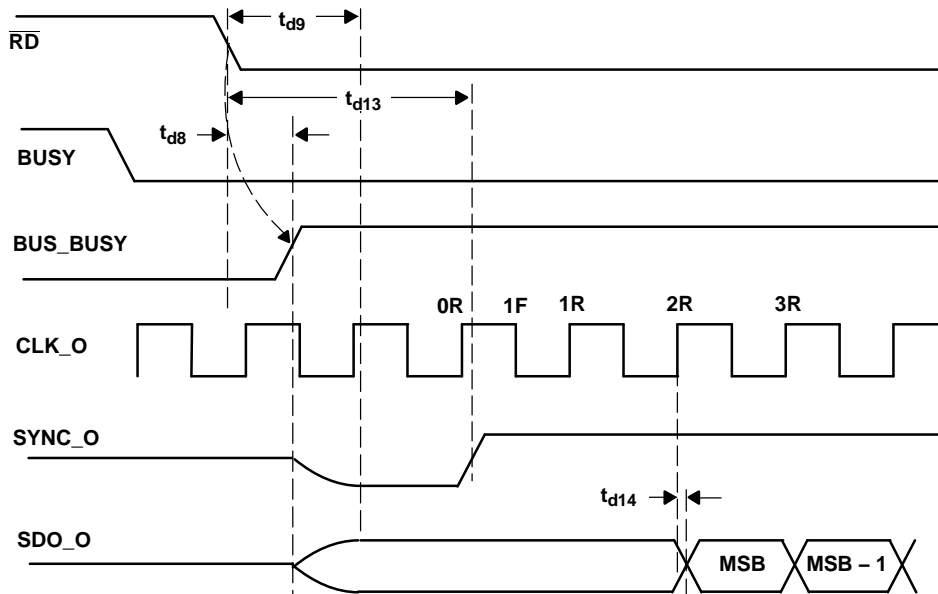 td9
RD
td13
td8
BUSY
BUS_BUSY
0R 1F 1R 2R 3R
CLK_O
SYNC_O
td14
SDO_O
MSB MSB – 1